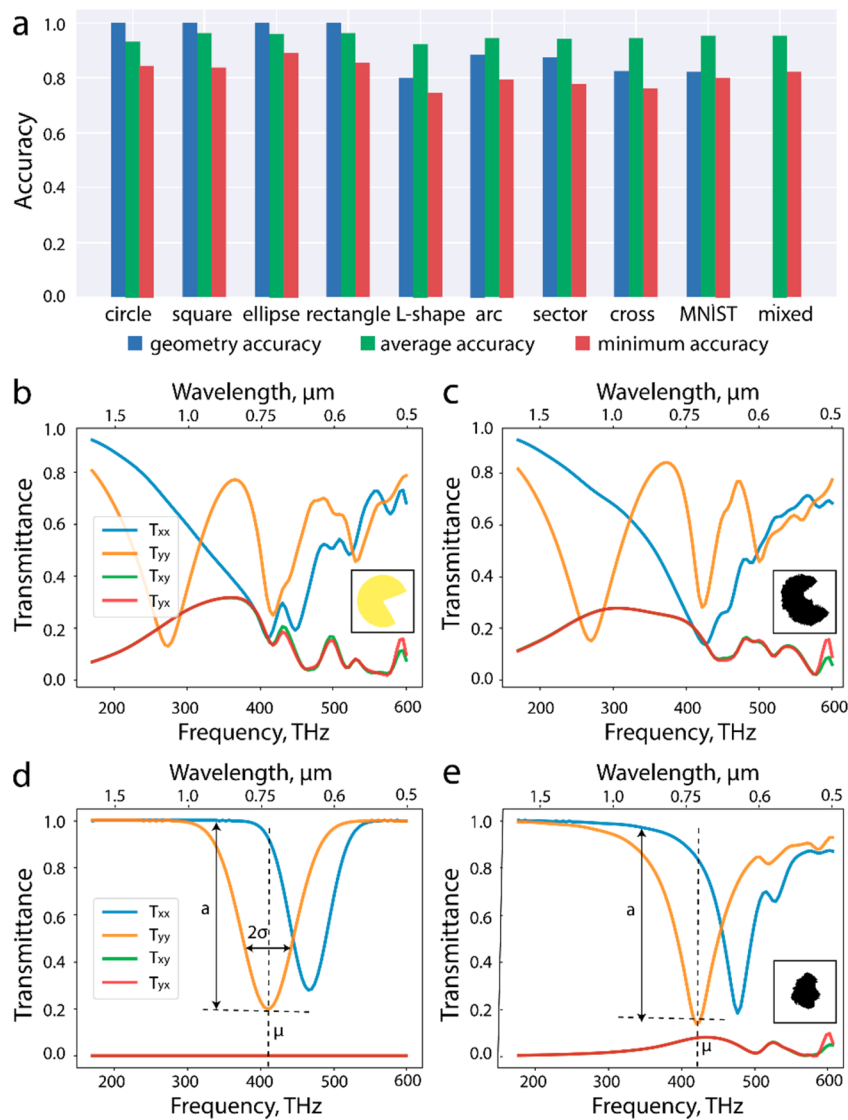 a
Accuracy
1.0
0.8
0.6
0.4
0.2
0.0
circle square ellipse rectangle L-shape arc sector cross MNIST mixed
geometry accuracy average accuracy minimum accuracy
b
Wavelength, μm
1.5 1.0 0.75 0.6 0.5
Transmittance
1.0
0.8
0.6
0.4
0.2
0.0
Txx
Tyy
Txy
Tyx
200 300 400 500 600
Frequency, THz
c
Wavelength, μm
1.5 1.0 0.75 0.6 0.5
Transmittance
1.0
0.8
0.6
0.4
0.2
0.0
200 300 400 500 600
Frequency, THz
d
Wavelength, μm
1.5 1.0 0.75 0.6 0.5
Transmittance
1.0
0.8
0.6
0.4
0.2
0.0
a
2σ
μ
Txx
Tyy
Txy
Tyx
200 300 400 500 600
Frequency, THz
e
Wavelength, μm
1.5 1.0 0.75 0.6 0.5
Transmittance
1.0
0.8
0.6
0.4
0.2
0.0
a
μ
200 300 400 500 600
Frequency, THz